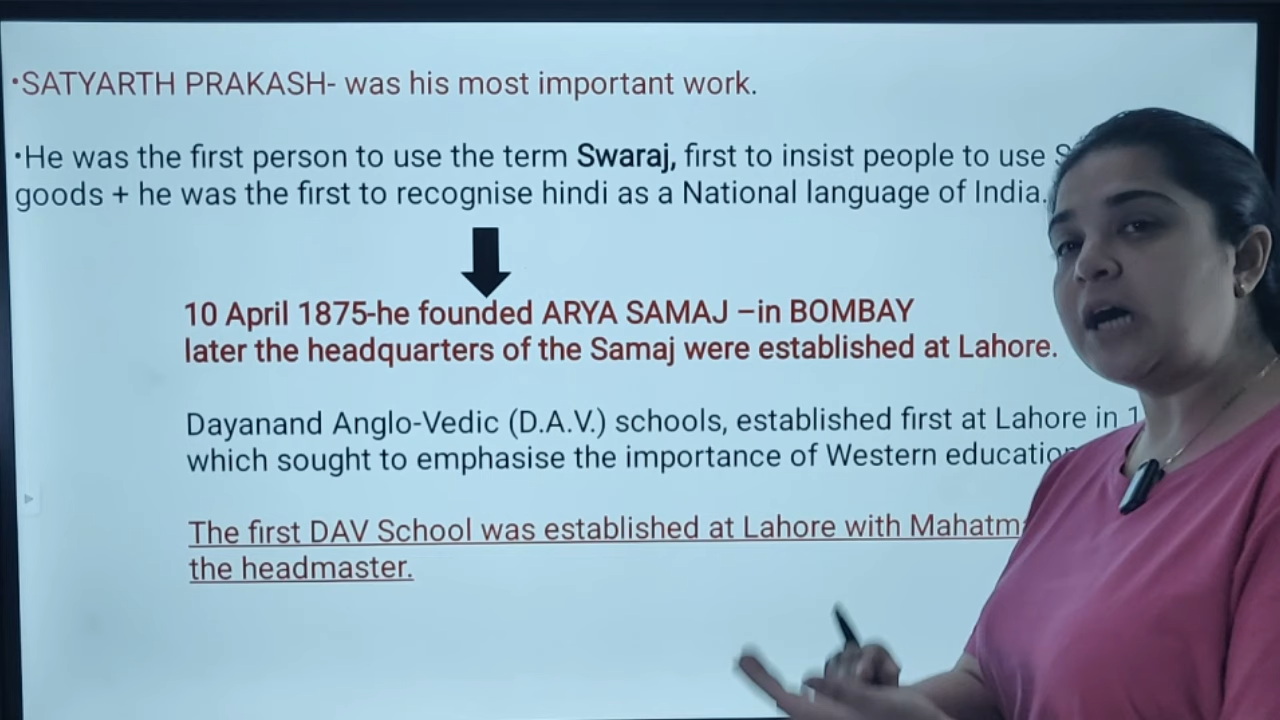 •SATYARTH PRAKASH- was his most important work.
•He was the first person to use the term Swaraj, first to insist people to use
goods + he was the first to recognise hindi as a National language of India.
10 April 1875-he founded ARYA SAMAJ –in BOMBAY
later the headquarters of the Samaj were established at Lahore.
Dayanand Anglo-Vedic (D.A.V.) schools, established first at Lahore in
which sought to emphasise the importance of Western education
The first DAV School was established at Lahore with
the headmaster.